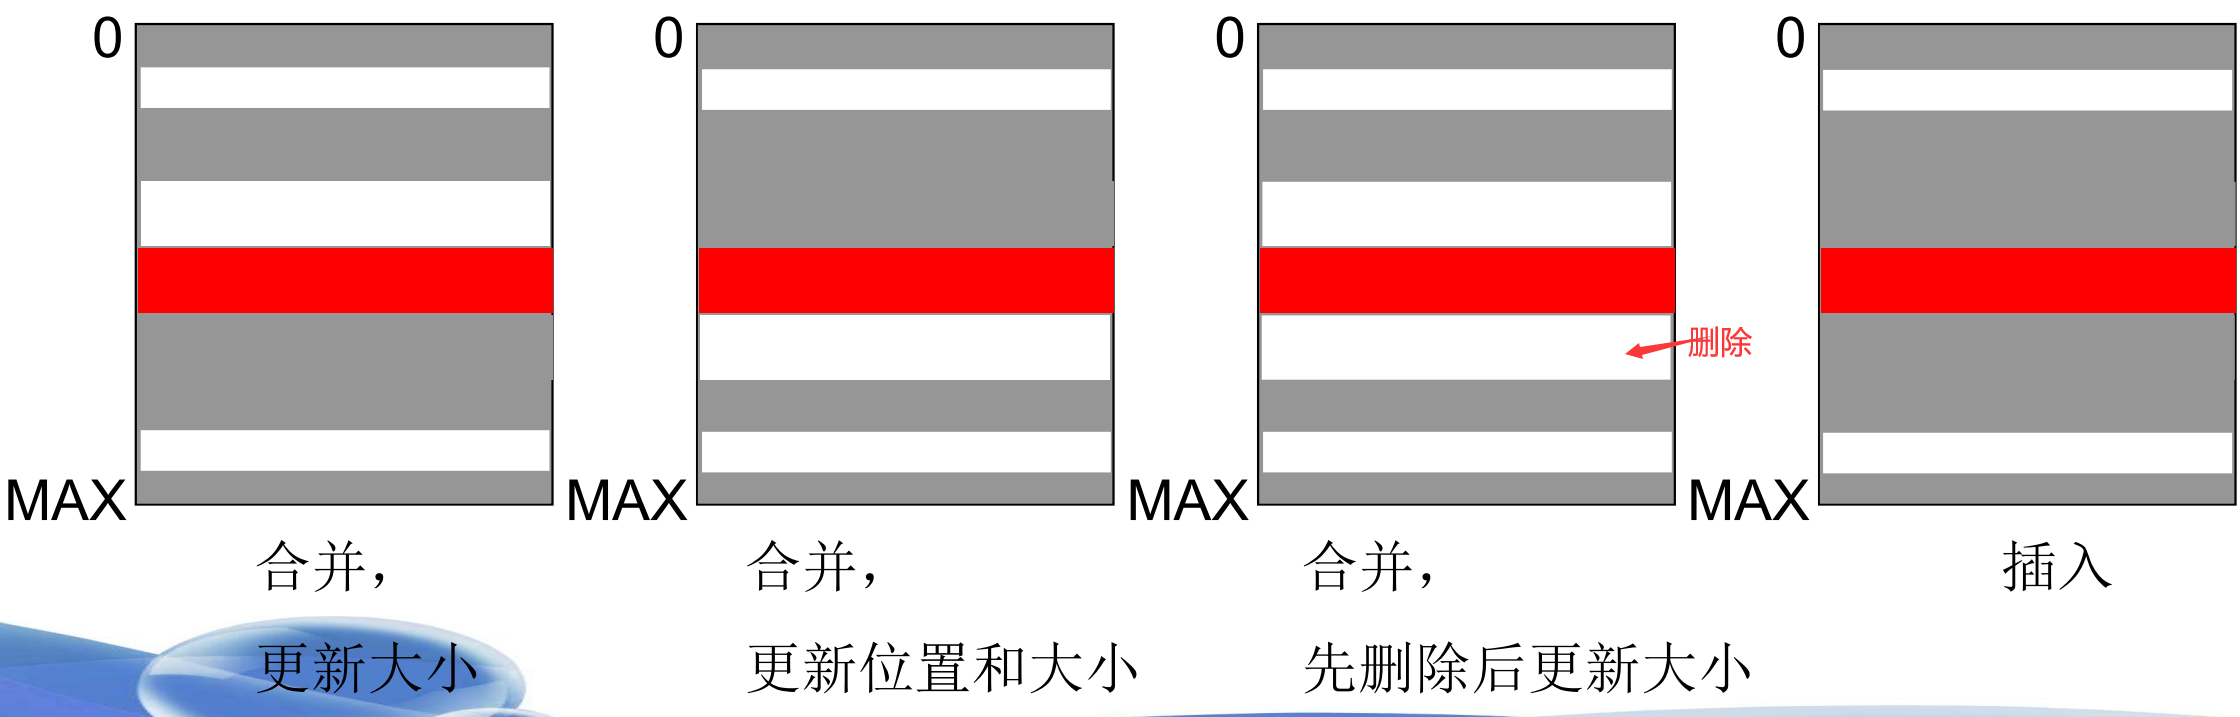 0 0 0 0
删除
MAX MAX MAX MAX
合并， 合并， 合并， 插入
更新大小 更新位置和大小 先删除后更新大小